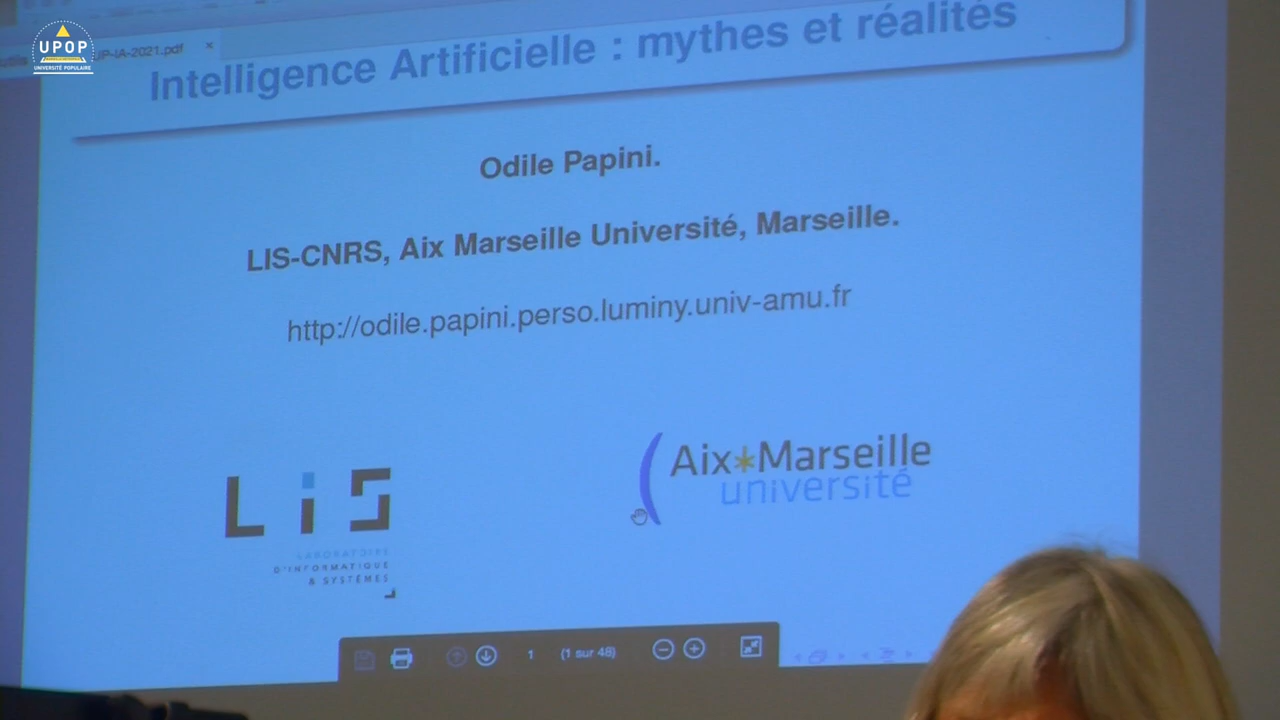 UPOP
UNIVERSITÉ POPULAIRE
UP-IA-2021.pdf ×
Intelligence Artificielle : mythes et réalités
Odile Papini.
LIS-CNRS, Aix Marseille Université, Marseille.
http://odile.papini.perso.luminy.univ-amu.fr
LIS
LABORATOIRE
D'INFORMATIQUE
& SYSTÈMES
Aix*Marseille
université
1 (1 sur 48)